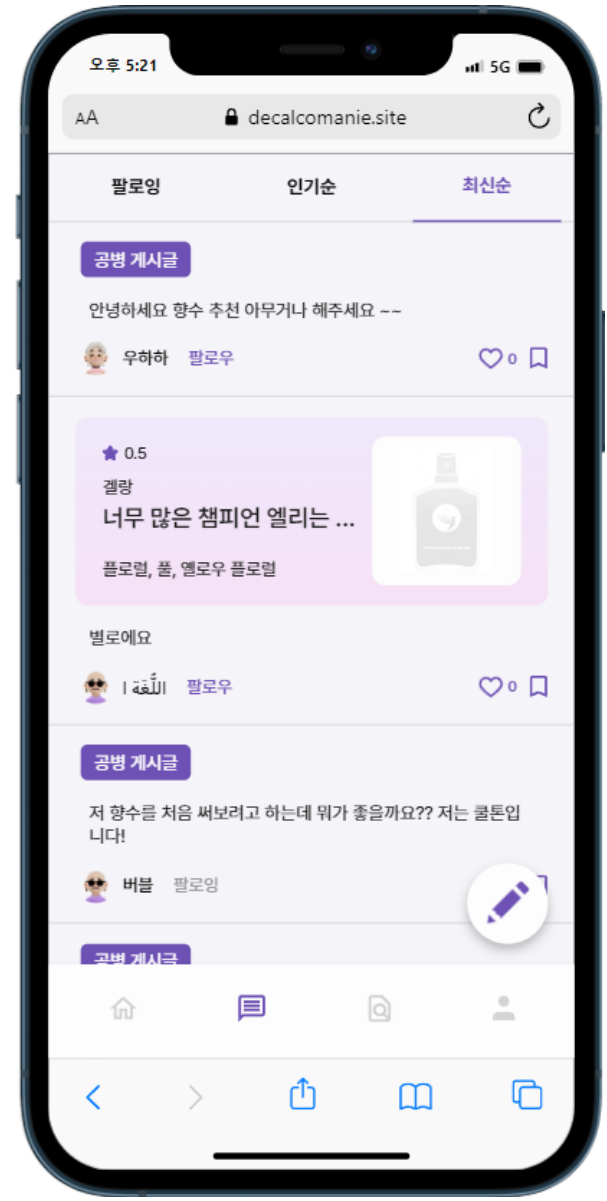 오후 5:21
5G
AA decalcomanie.site
팔로잉 인기순 최신순
공병 게시글
안녕하세요 향수 추천 아무거나 해주세요 ~~
우하하 팔로우 0
0.5
겔랑
너무 많은 챔피언 엘리는 ...
플로럴, 풀, 옐로우 플로럴
별로에요
اللُّغَة ا 팔로우 0
공병 게시글
저 향수를 처음 써보려고 하는데 뭐가 좋을까요?? 저는 쿨톤입
니다!
버블 팔로잉
공병 게시글